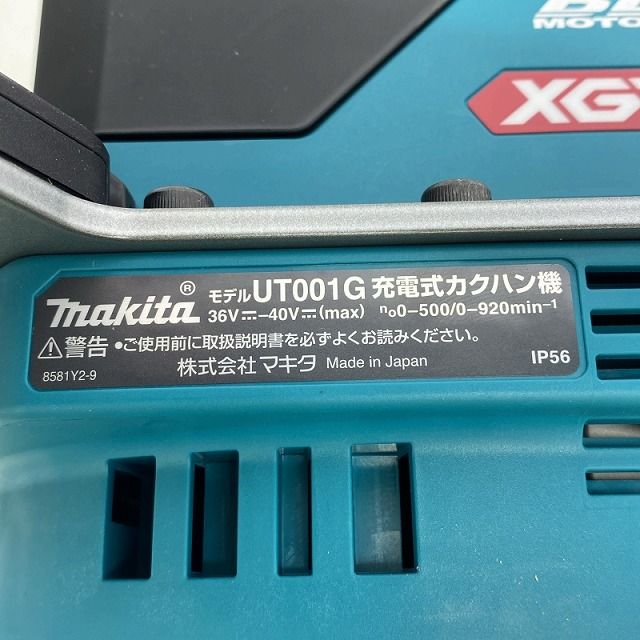 MOTO
XG
makita® モデルUT001G 充電式カクハン機
36V⎓–40V⎓(max) n₀0–500/0–920min⁻¹
⚠警告 •ご使用前に取扱説明書を必ずよくお読みください。
8581Y2-9 株式会社マキタ Made in Japan IP56